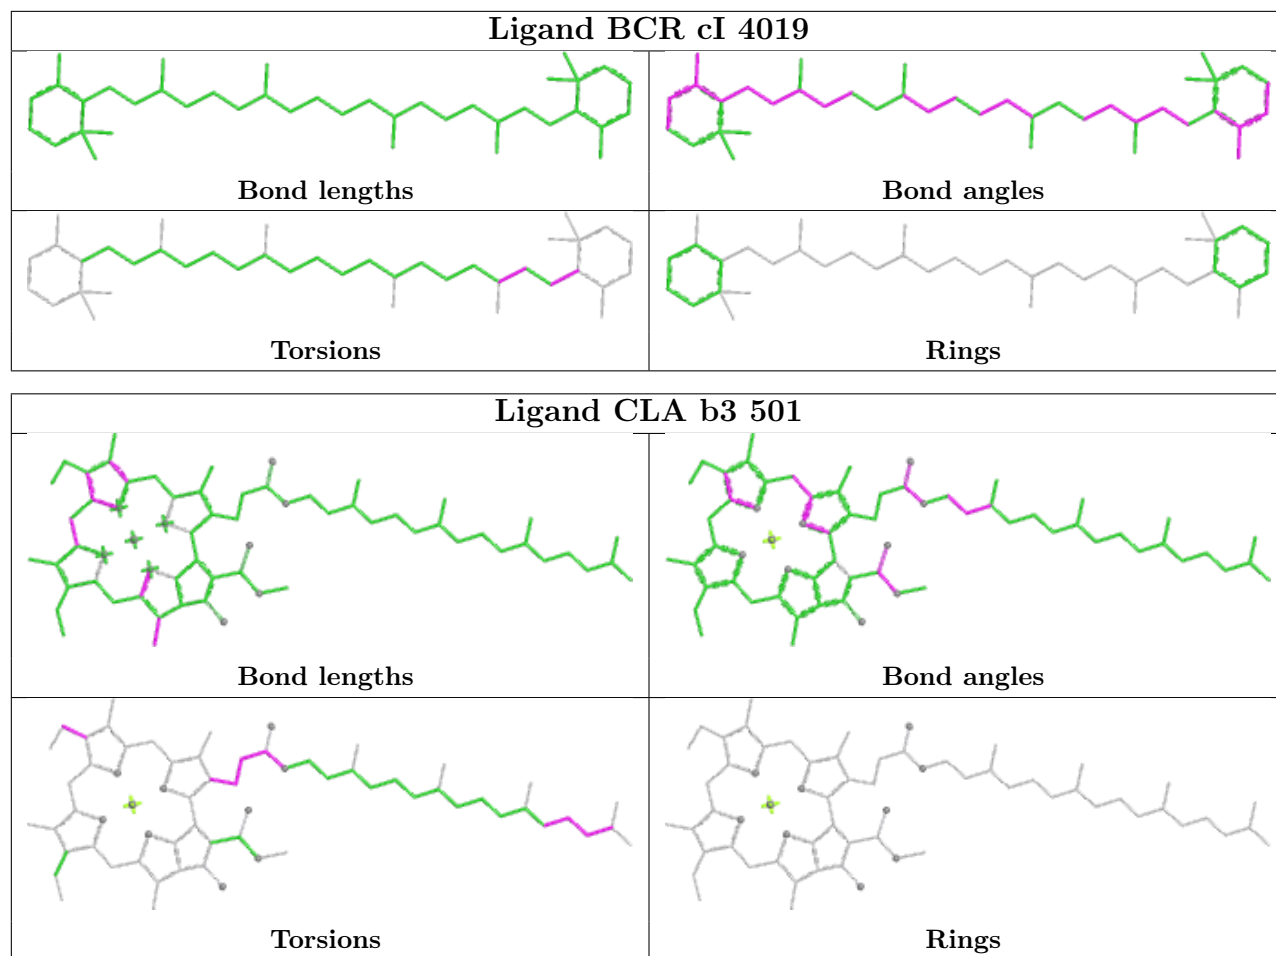 Ligand BCR cI 4019
Bond lengths
Bond angles
Torsions
Rings
Ligand CLA b3 501
Bond lengths
Bond angles
Torsions
Rings